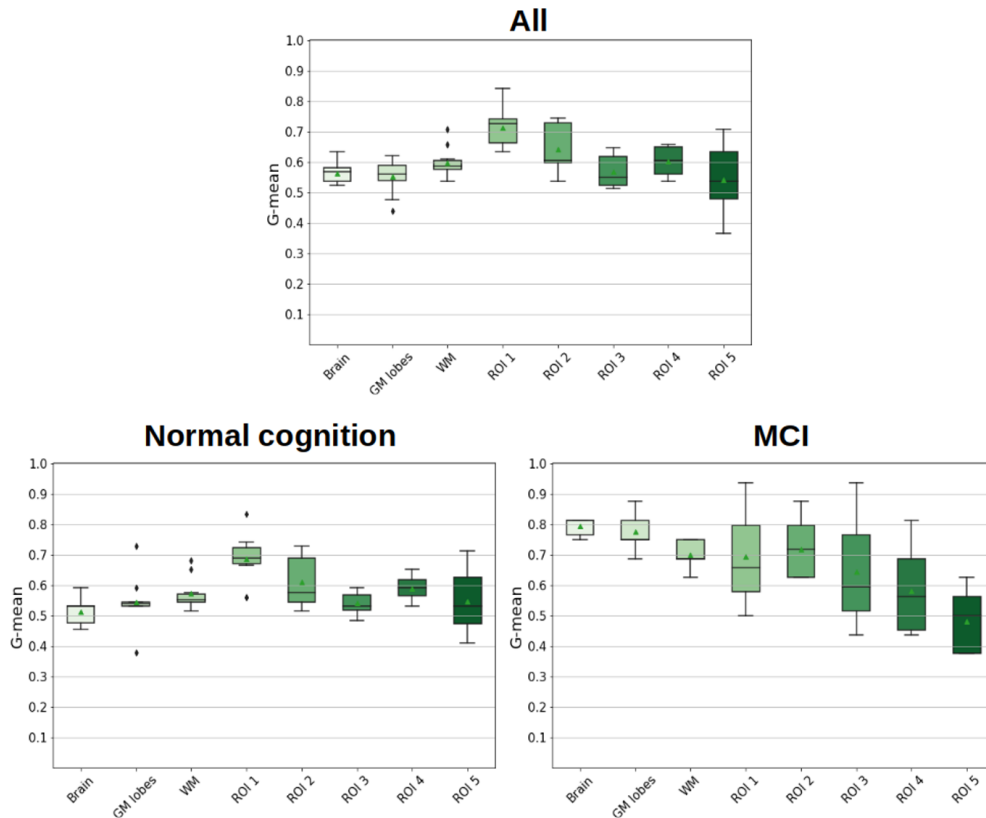 All
1.0
0.9
0.8
0.7
0.6
0.5
0.4
0.3
0.2
0.1
G-mean
Brain
GM lobes
WM
ROI 1
ROI 2
ROI 3
ROI 4
ROI 5
Normal cognition
1.0
0.9
0.8
0.7
0.6
0.5
0.4
0.3
0.2
0.1
G-mean
Brain
GM lobes
WM
ROI 1
ROI 2
ROI 3
ROI 4
ROI 5
MCI
1.0
0.9
0.8
0.7
0.6
0.5
0.4
0.3
0.2
0.1
G-mean
Brain
GM lobes
WM
ROI 1
ROI 2
ROI 3
ROI 4
ROI 5